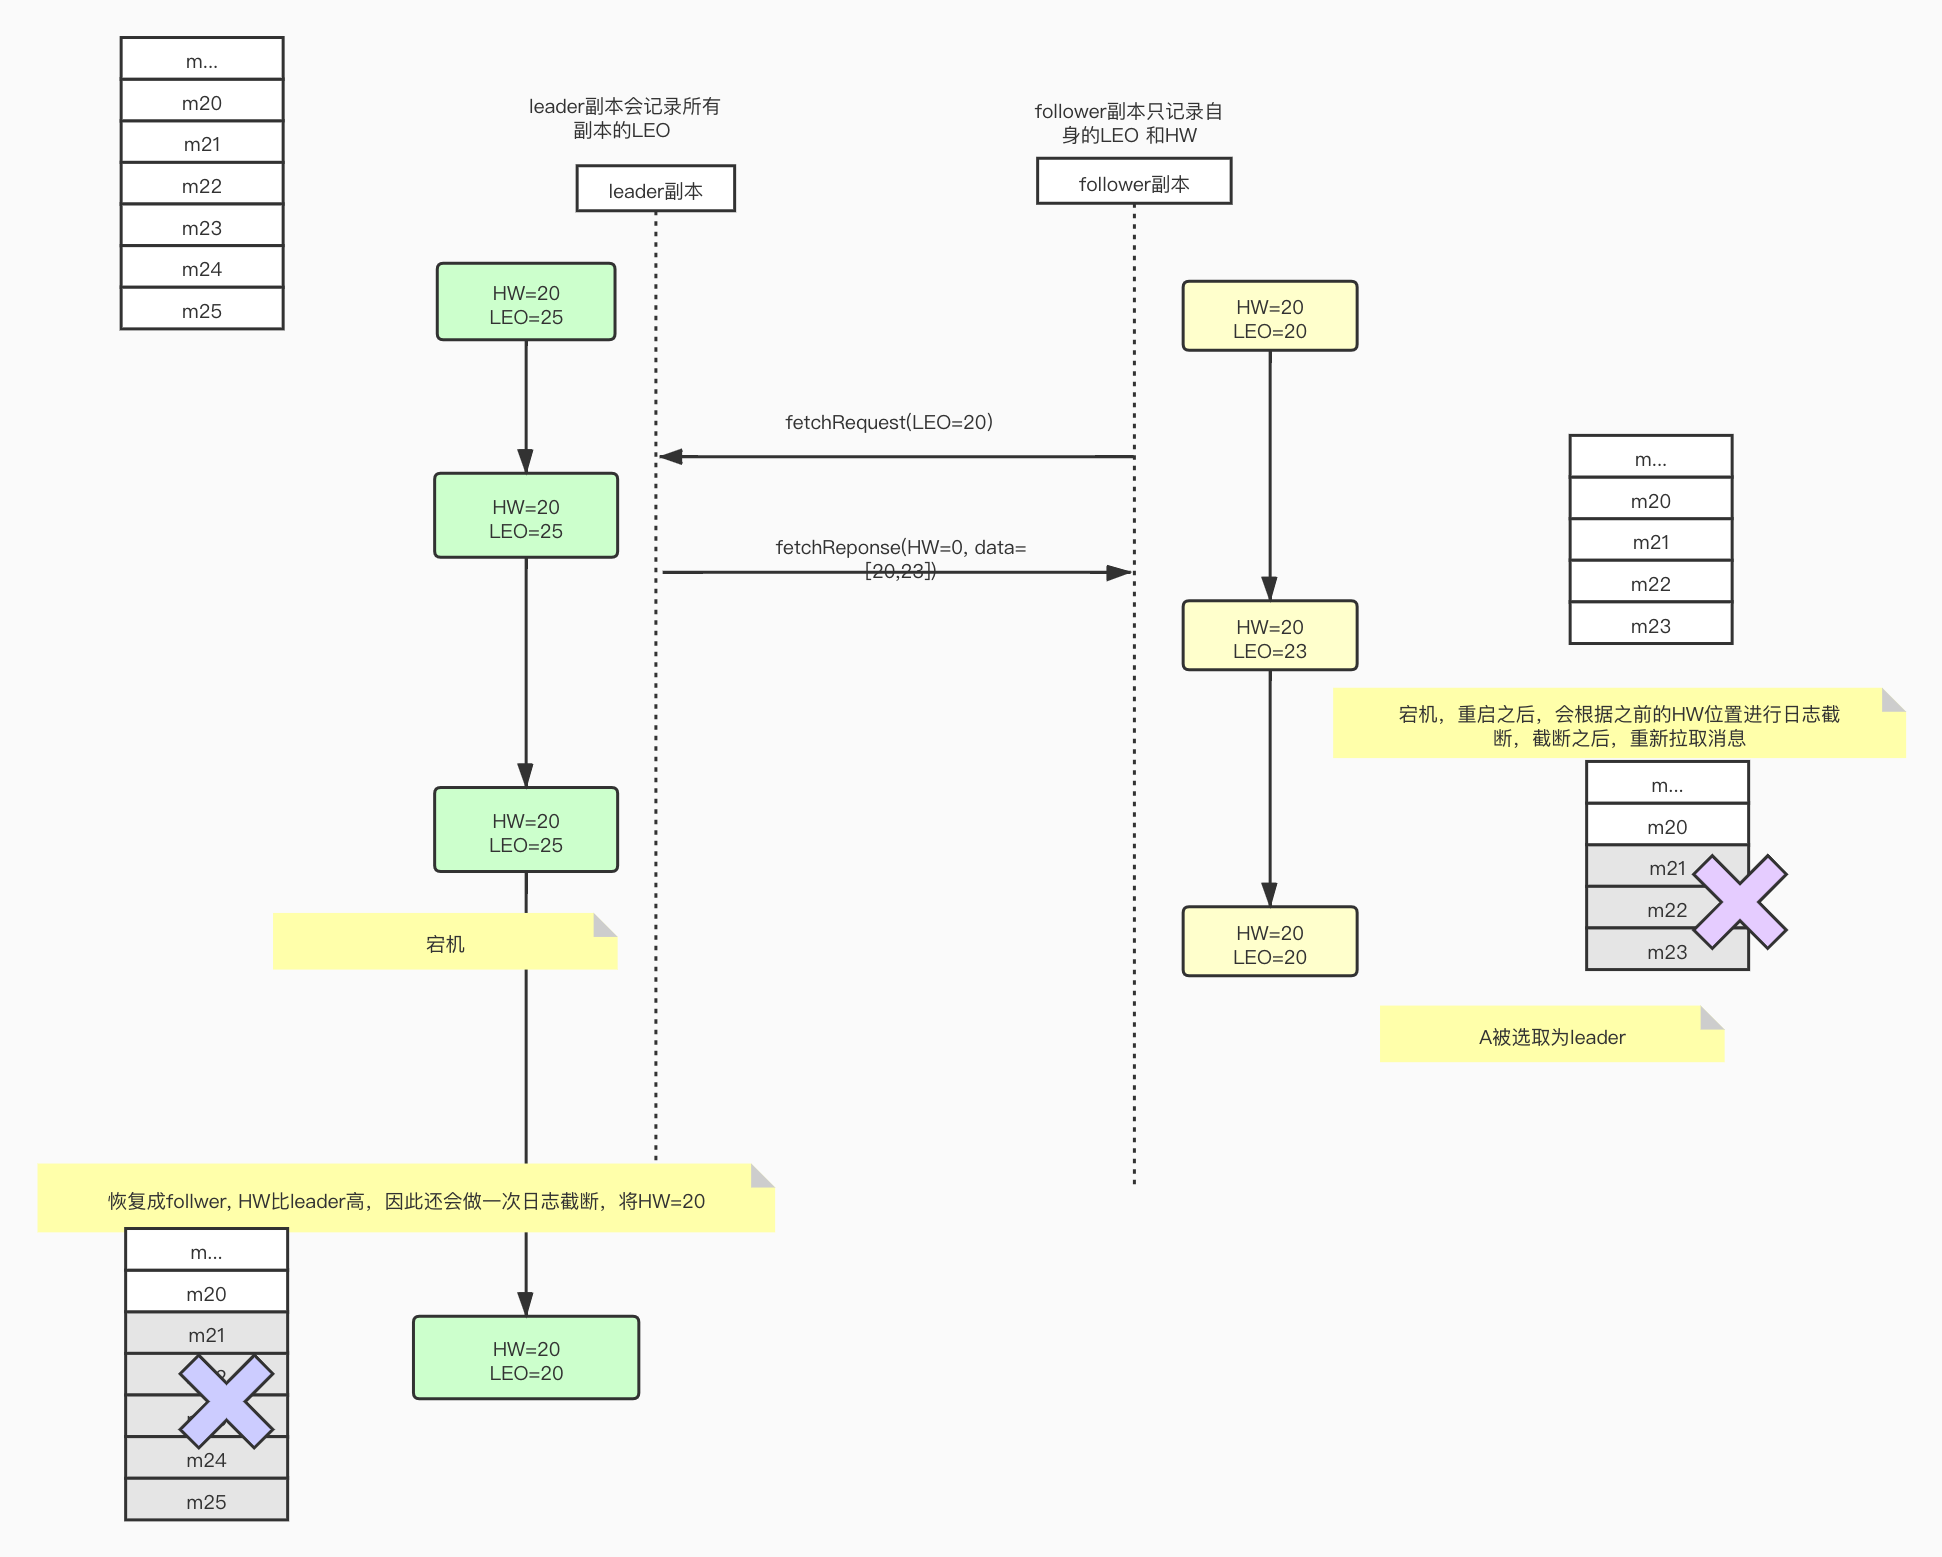 m...
m20
m21
m22
m23
m24
m25
leader副本会记录所有
副本的LEO
leader副本
follower副本只记录自
身的LEO 和HW
follower副本
HW=20
LEO=25
HW=20
LEO=20
fetchRequest(LEO=20)
HW=20
LEO=25
fetchReponse(HW=0, data=
[20,23])
m...
m20
m21
m22
m23
HW=20
LEO=23
宕机，重启之后，会根据之前的HW位置进行日志截
断，截断之后，重新拉取消息
m...
m20
m21
m22
m23
HW=20
LEO=25
宕机
HW=20
LEO=20
A被选取为leader
恢复成follwer, HW比leader高，因此还会做一次日志截断，将HW=20
m...
m20
m21
m24
m25
HW=20
LEO=20